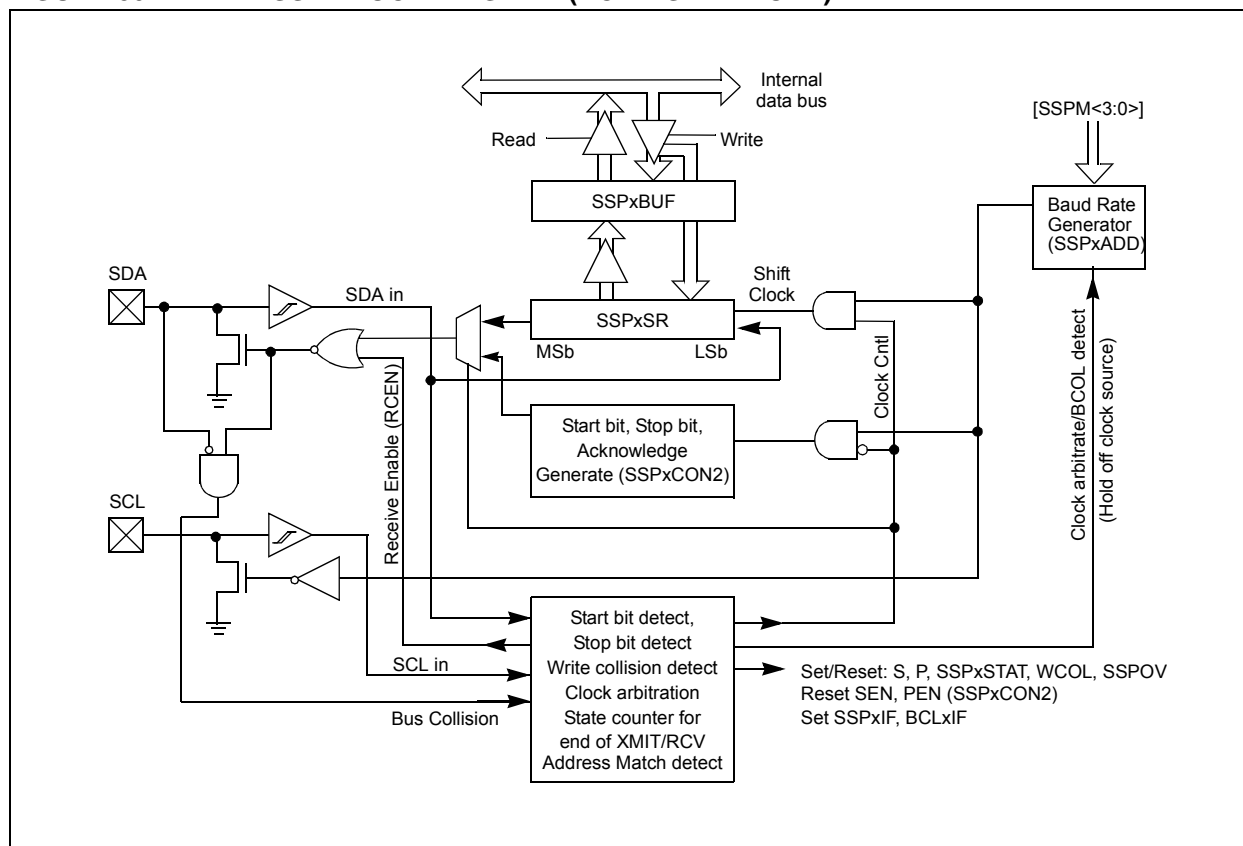 Internal
data bus
[SSPM<3:0>]
Read
Write
SSPxBUF
Baud Rate
Generator
(SSPxADD)
SDA
SDA in
Shift
Clock
SSPxSR
MSb
LSb
Clock Cntl
Receive Enable (RCEN)
Start bit, Stop bit,
Acknowledge
Generate (SSPxCON2)
Clock arbitrate/BCOL detect
(Hold off clock source)
SCL
Start bit detect,
Stop bit detect
Write collision detect
Clock arbitration
State counter for
end of XMIT/RCV
Address Match detect
SCL in
Bus Collision
Set/Reset: S, P, SSPxSTAT, WCOL, SSPOV
Reset SEN, PEN (SSPxCON2)
Set SSPxIF, BCLxIF